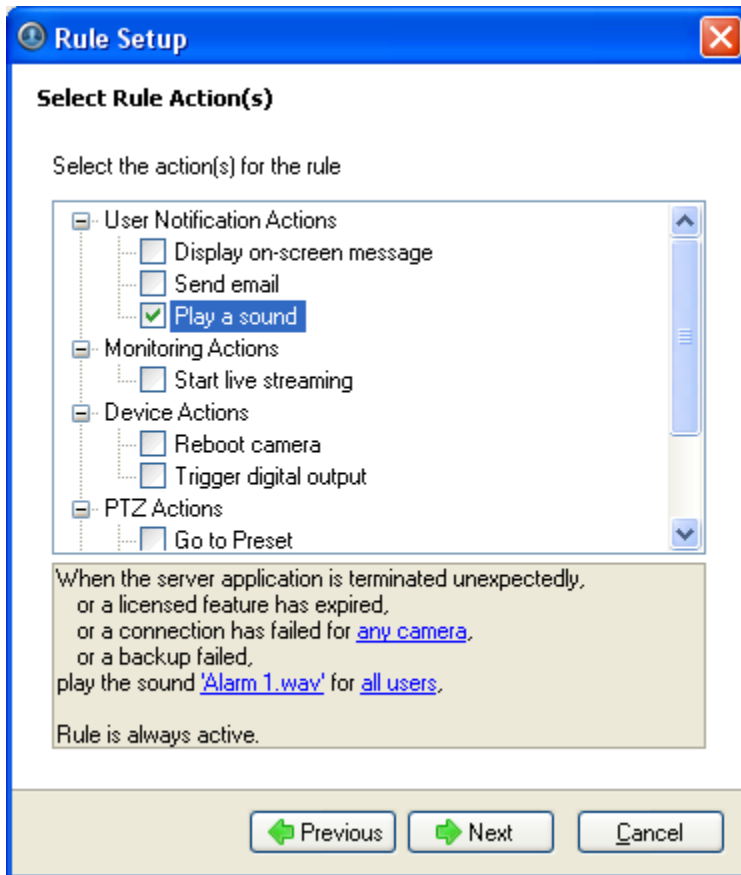 Rule Setup
Select Rule Action(s)
Select the action(s) for the rule
User Notification Actions
Display on-screen message
Send email
Play a sound
Monitoring Actions
Start live streaming
Device Actions
Reboot camera
Trigger digital output
PTZ Actions
Go to Preset
When the server application is terminated unexpectedly,
or a licensed feature has expired,
or a connection has failed for any camera,
or a backup failed,
play the sound 'Alarm 1.wav' for all users,
Rule is always active.
Previous
Next
Cancel